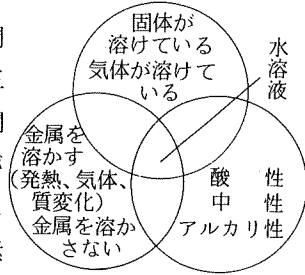 固体が
溶けている
気体が溶けて
いる
水溶液
金属を
溶かす
(発熱、気体、
質変化)
金属を溶か
さない
酸　性
中　性
アルカリ性